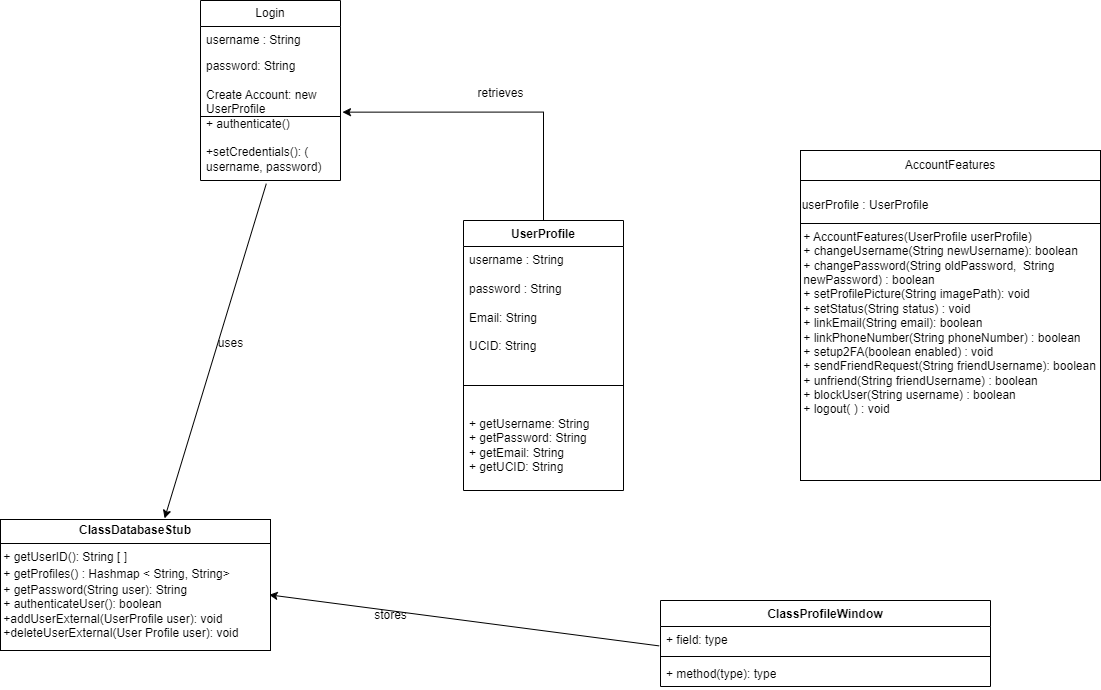 Login
username : String
password: String
Create Account: new
UserProfile
+ authenticate()
+setCredentials(): (
username, password)
retrieves
UserProfile
username : String
password : String
Email: String
UCID: String
+ getUsername: String
+ getPassword: String
+ getEmail: String
+ getUCID: String
AccountFeatures
userProfile : UserProfile
+ AccountFeatures(UserProfile userProfile)
+ changeUsername(String newUsername): boolean
+ changePassword(String oldPassword, String
newPassword) : boolean
+ setProfilePicture(String imagePath): void
+ setStatus(String status) : void
+ linkEmail(String email): boolean
+ linkPhoneNumber(String phoneNumber) : boolean
+ setup2FA(boolean enabled) : void
+ sendFriendRequest(String friendUsername): boolean
+ unfriend(String friendUsername) : boolean
+ blockUser(String username) : boolean
+ logout( ) : void
uses
ClassDatabaseStub
+ getUserID(): String [ ]
+ getProfiles() : Hashmap < String, String>
+ getPassword(String user): String
+ authenticateUser(): boolean
+addUserExternal(UserProfile user): void
+deleteUserExternal(User Profile user): void
stores
ClassProfileWindow
+ field: type
+ method(type): type